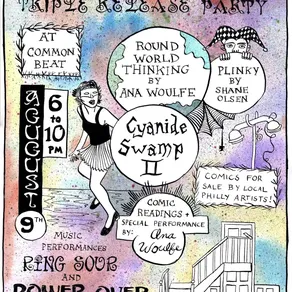 TRIPLE RELEASE PARTY
AT
COMMON
BEAT
ROUND
WORLD
THINKING
BY
ANA WOULFE
PLINKY
BY
SHANE
OLSEN
AUGUST
9TH
6
TO
10
PM
Cyanide
Swamp
II
COMICS FOR
SALE BY LOCAL
PHILLY ARTISTS!
COMIC
READINGS +
SPECIAL PERFORMANCE
BY: Ana
Woulfe
MUSIC
PERFORMANCES
RING SOUR
AND
POWER OVER